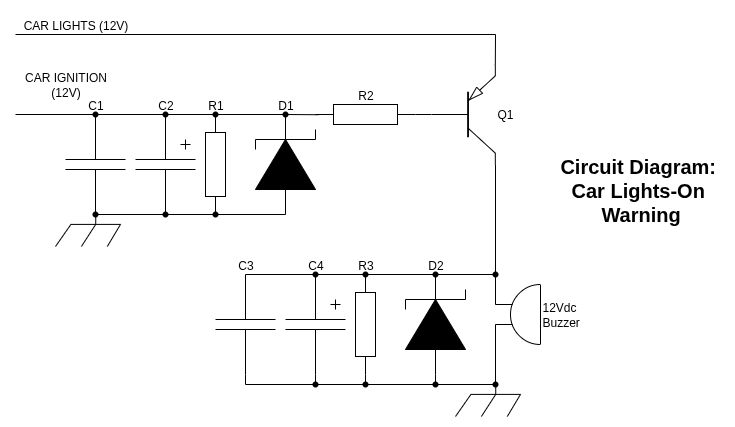 CAR LIGHTS (12V)
CAR IGNITION
(12V)
C1
C2
R1
D1
R2
+
Q1
Circuit Diagram:
Car Lights-On
Warning
C3
C4
R3
D2
+
12Vdc
Buzzer